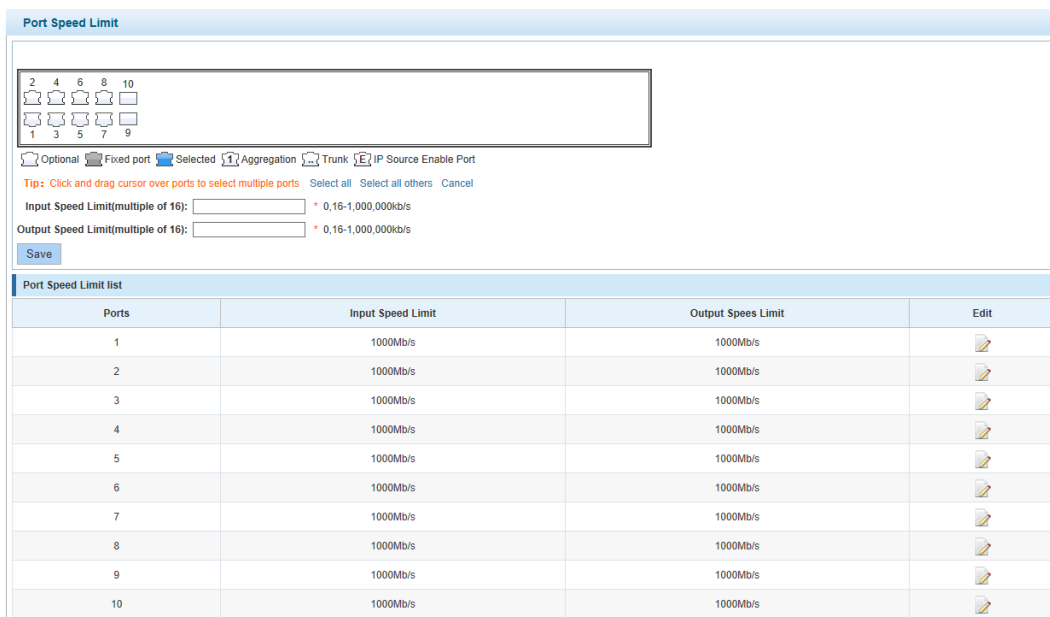 Port Speed Limit
2 4 6 8 10
1 3 5 7 9
Optional Fixed port Selected 1 Aggregation ... Trunk E IP Source Enable Port
Tip: Click and drag cursor over ports to select multiple ports Select all Select all others Cancel
Input Speed Limit(multiple of 16): * 0,16-1,000,000kb/s
Output Speed Limit(multiple of 16): * 0,16-1,000,000kb/s
Save
Port Speed Limit list
Ports Input Speed Limit Output Spees Limit Edit
1 1000Mb/s 1000Mb/s
2 1000Mb/s 1000Mb/s
3 1000Mb/s 1000Mb/s
4 1000Mb/s 1000Mb/s
5 1000Mb/s 1000Mb/s
6 1000Mb/s 1000Mb/s
7 1000Mb/s 1000Mb/s
8 1000Mb/s 1000Mb/s
9 1000Mb/s 1000Mb/s
10 1000Mb/s 1000Mb/s